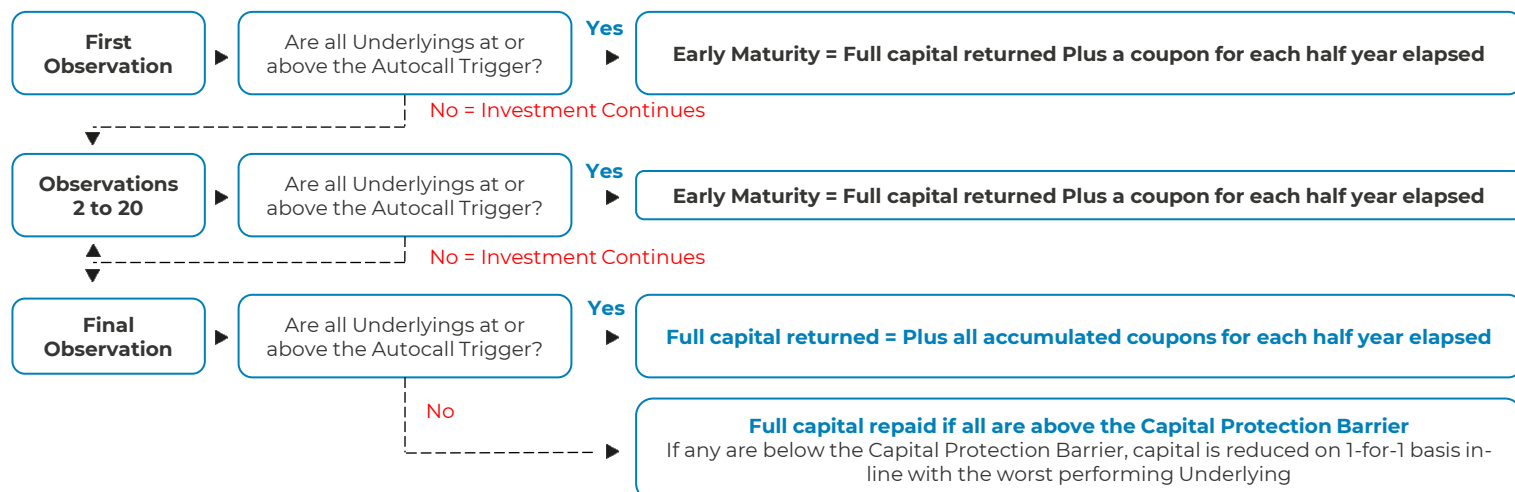 First
Observation
Are all Underlyings at or
above the Autocall Trigger?
Yes
Early Maturity = Full capital returned Plus a coupon for each half year elapsed
No = Investment Continues
Observations
2 to 20
Are all Underlyings at or
above the Autocall Trigger?
Yes
Early Maturity = Full capital returned Plus a coupon for each half year elapsed
No = Investment Continues
Final
Observation
Are all Underlyings at or
above the Autocall Trigger?
Yes
Full capital returned = Plus all accumulated coupons for each half year elapsed
No
Full capital repaid if all are above the Capital Protection Barrier
If any are below the Capital Protection Barrier, capital is reduced on 1-for-1 basis in-
line with the worst performing Underlying